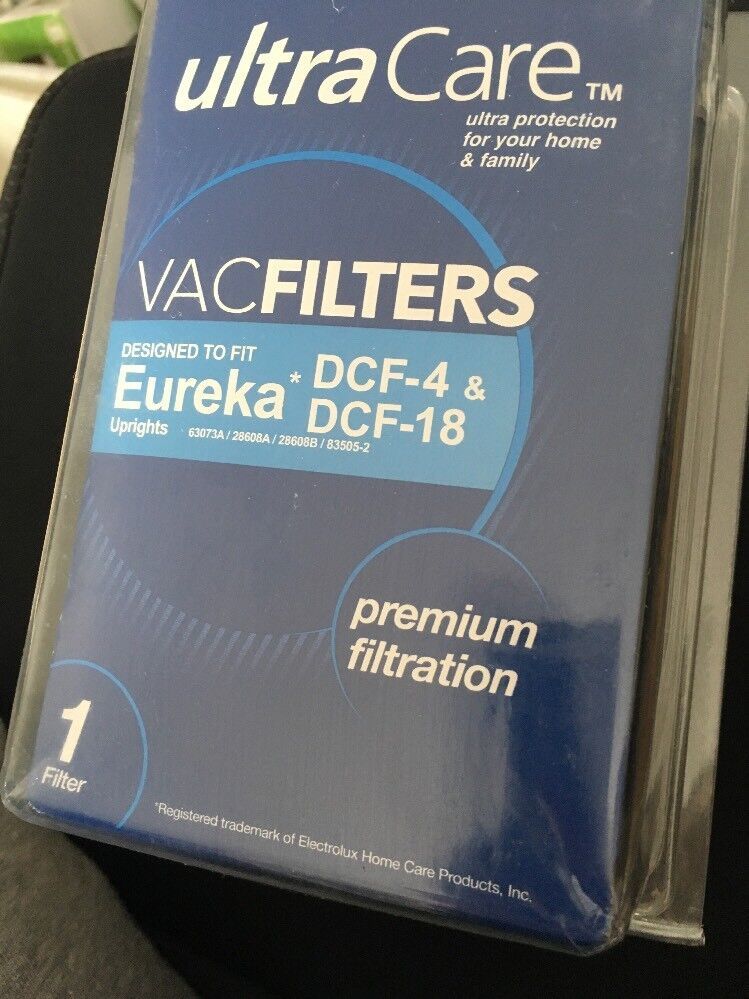 ultraCare™
ultra protection
for your home
& family
VACFILTERS
DESIGNED TO FIT
Eureka* DCF-4 &
DCF-18
Uprights 63073A / 28608A / 28608B / 83505-2
premium
filtration
1
Filter
*Registered trademark of Electrolux Home Care Products, Inc.